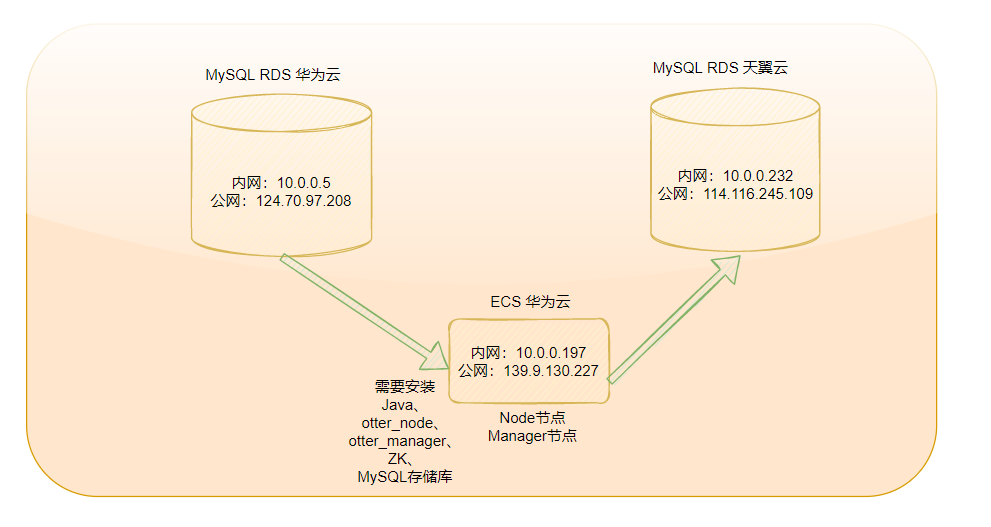 MySQL RDS 华为云
内网：10.0.0.5
公网：124.70.97.208
MySQL RDS 天翼云
内网：10.0.0.232
公网：114.116.245.109
ECS 华为云
内网：10.0.0.197
公网：139.9.130.227
需要安装
Java、
otter_node、
otter_manager、
ZK、
MySQL存储库
Node节点
Manager节点